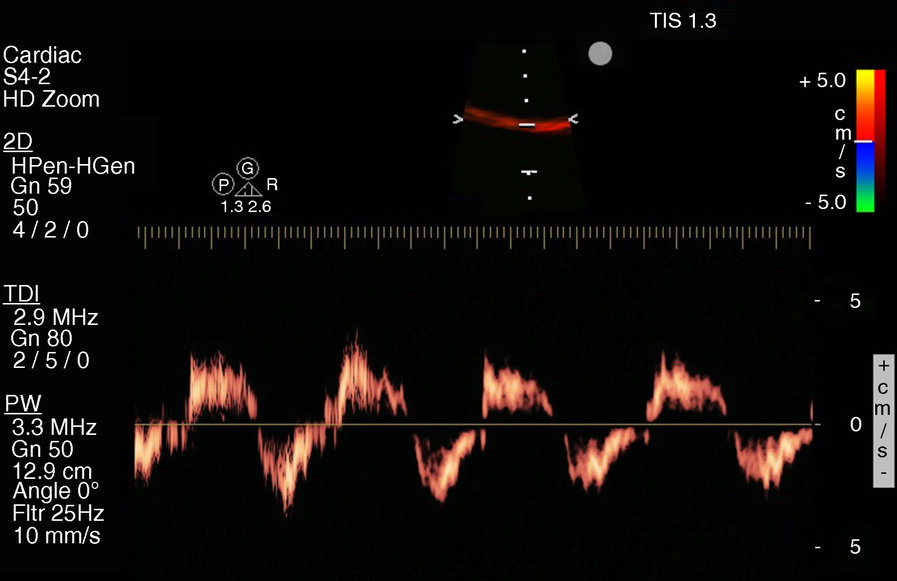 TIS 1.3
Cardiac
S4-2
HD Zoom
2D
HPen-HGen
Gn 59
50
4 / 2 / 0
G
P R
1.3 2.6
+ 5.0
c
m
/
s
- 5.0
TDI
2.9 MHz
Gn 80
2 / 5 / 0
PW
3.3 MHz
Gn 50
12.9 cm
Angle 0°
Fltr 25Hz
10 mm/s
- 5
- 0
- 5
+
c
m
/
s
-